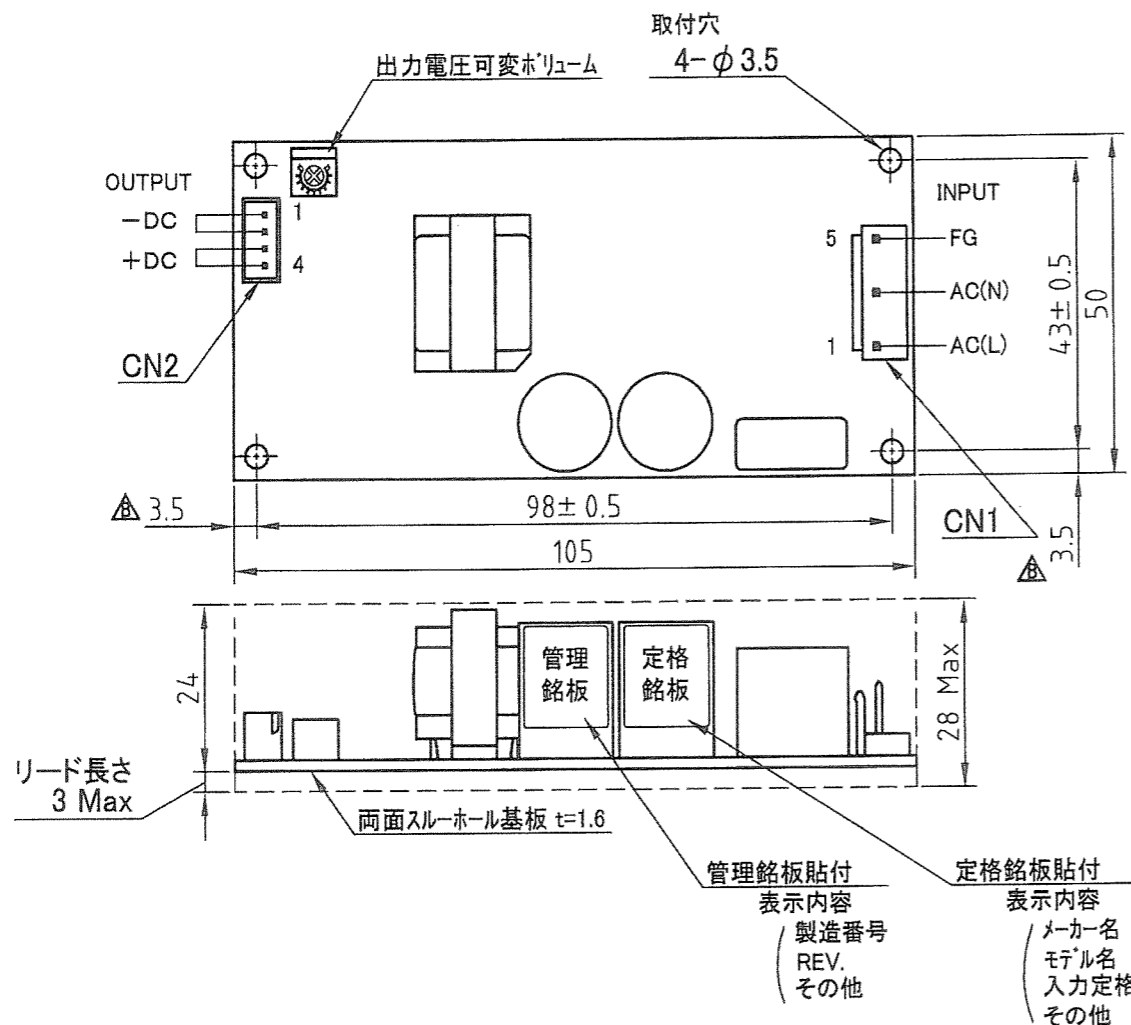 取付穴
4-φ3.5
出力電圧可変ボリューム
OUTPUT
-DC
+DC
1
4
CN2
INPUT
5
FG
AC(N)
1
AC(L)
CN1
43±0.5
50
3.5
B
B 3.5
98±0.5
105
24
28 Max
管理
銘板
定格
銘板
リード長さ
3 Max
両面スルーホール基板 t=1.6
管理銘板貼付
表示内容
製造番号
REV.
その他
定格銘板貼付
表示内容
メーカー名
モデル名
入力定格
その他